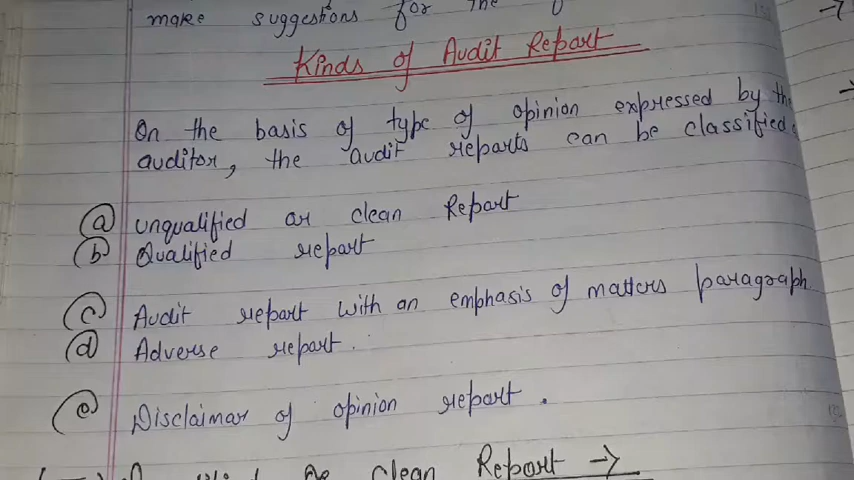 make suggestions for the
Kinds of Audit Report
On the basis of type of opinion expressed by the
auditor, the audit reports can be classified
(a) unqualified or clean Report
(b) Qualified report
(c) Audit report with an emphasis of matters paragraph
(d) Adverse report.
(e) Disclaimar of opinion report.
clean Report →